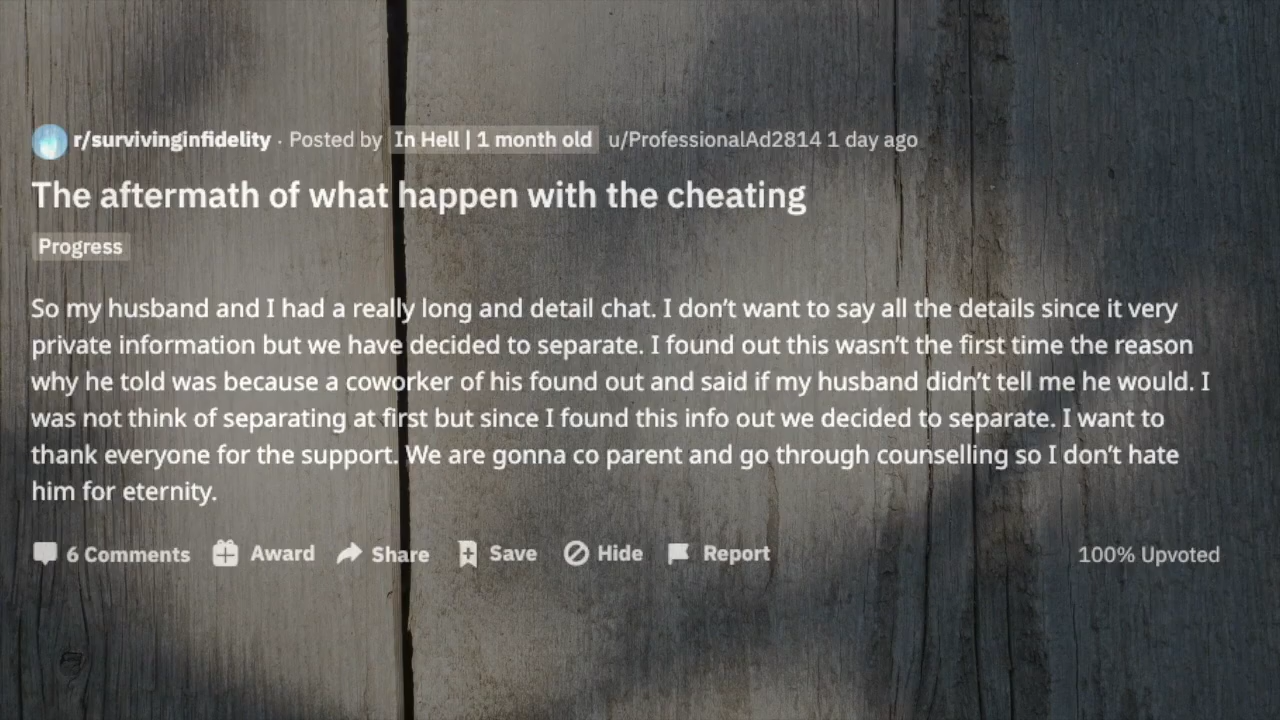 r/survivinginfidelity · Posted by In Hell | 1 month old u/ProfessionalAd2814 1 day ago
The aftermath of what happen with the cheating
Progress
So my husband and I had a really long and detail chat. I don’t want to say all the details since it very
private information but we have decided to separate. I found out this wasn’t the first time the reason
why he told was because a coworker of his found out and said if my husband didn’t tell me he would. I
was not think of separating at first but since I found this info out we decided to separate. I want to
thank everyone for the support. We are gonna co parent and go through counselling so I don’t hate
him for eternity.
6 Comments Award Share Save Hide Report 100% Upvoted